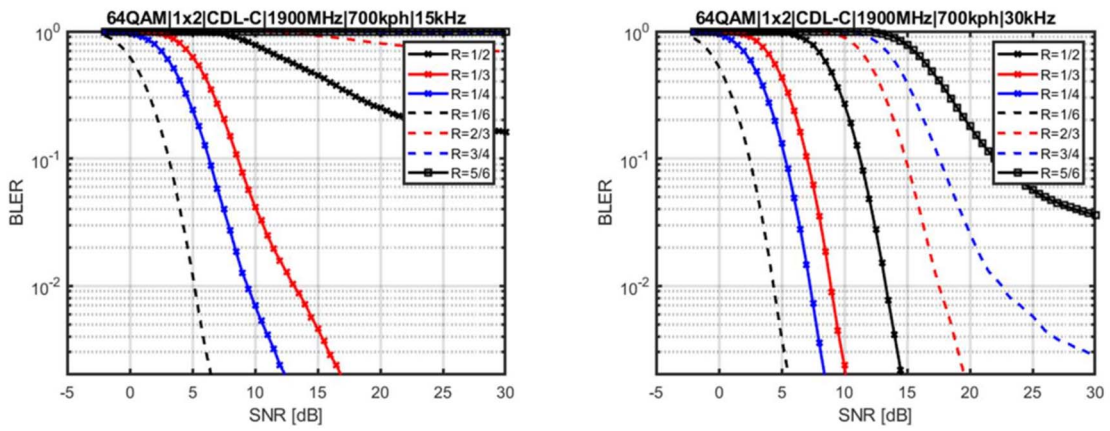 64QAM|1x2|CDL-C|1900MHz|700kph|15kHz
10^0
10^-1
10^-2
BLER
-5 0 5 10 15 20 25 30
SNR [dB]
R=1/2
R=1/3
R=1/4
R=1/6
R=2/3
R=3/4
R=5/6
64QAM|1x2|CDL-C|1900MHz|700kph|30kHz
10^0
10^-1
10^-2
BLER
-5 0 5 10 15 20 25 30
SNR [dB]
R=1/2
R=1/3
R=1/4
R=1/6
R=2/3
R=3/4
R=5/6